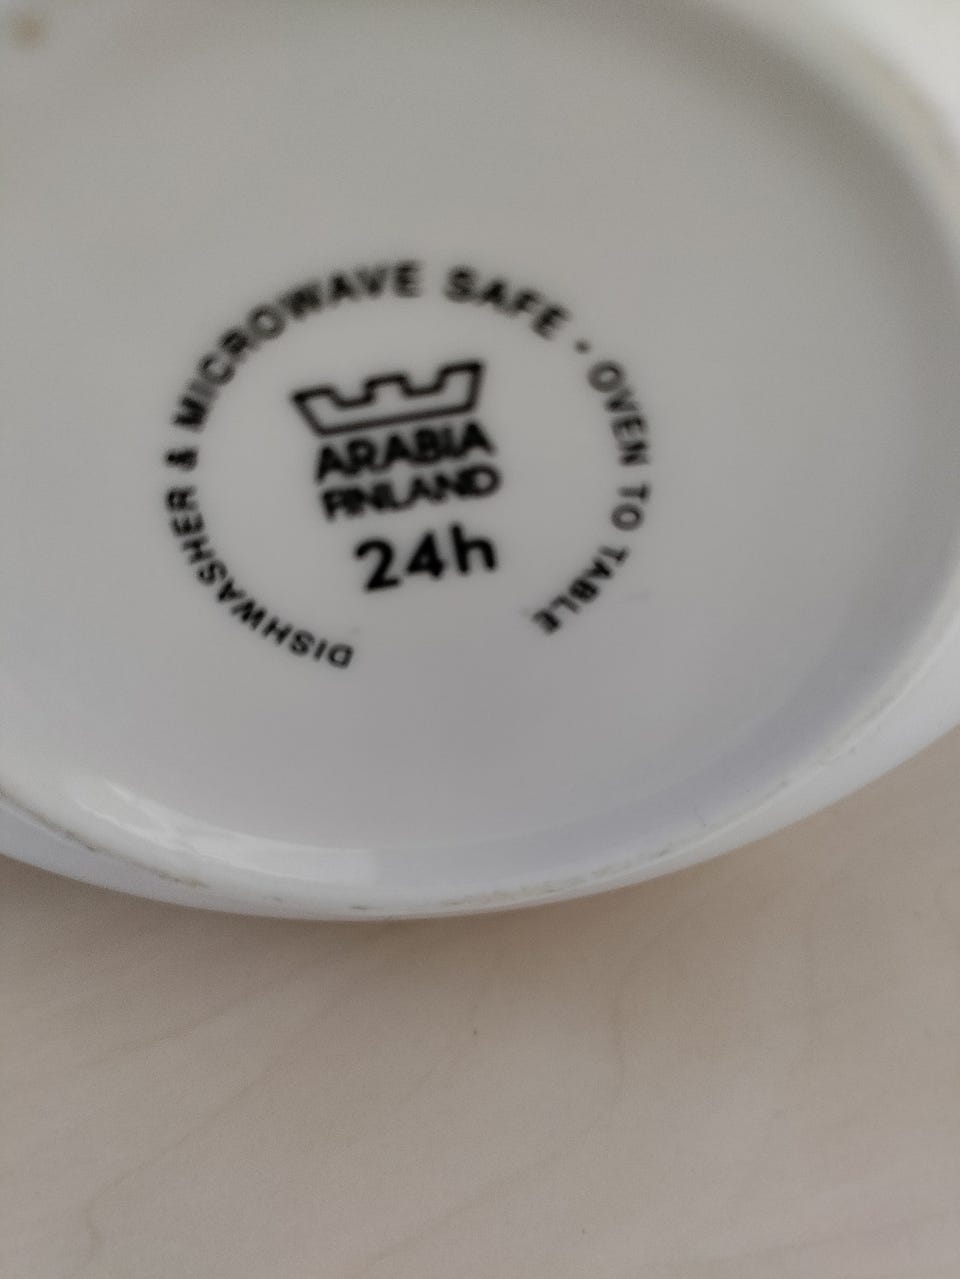 DISHWASHER & MICROWAVE SAFE · OVEN TO TABLE
ARABIA
FINLAND
24h